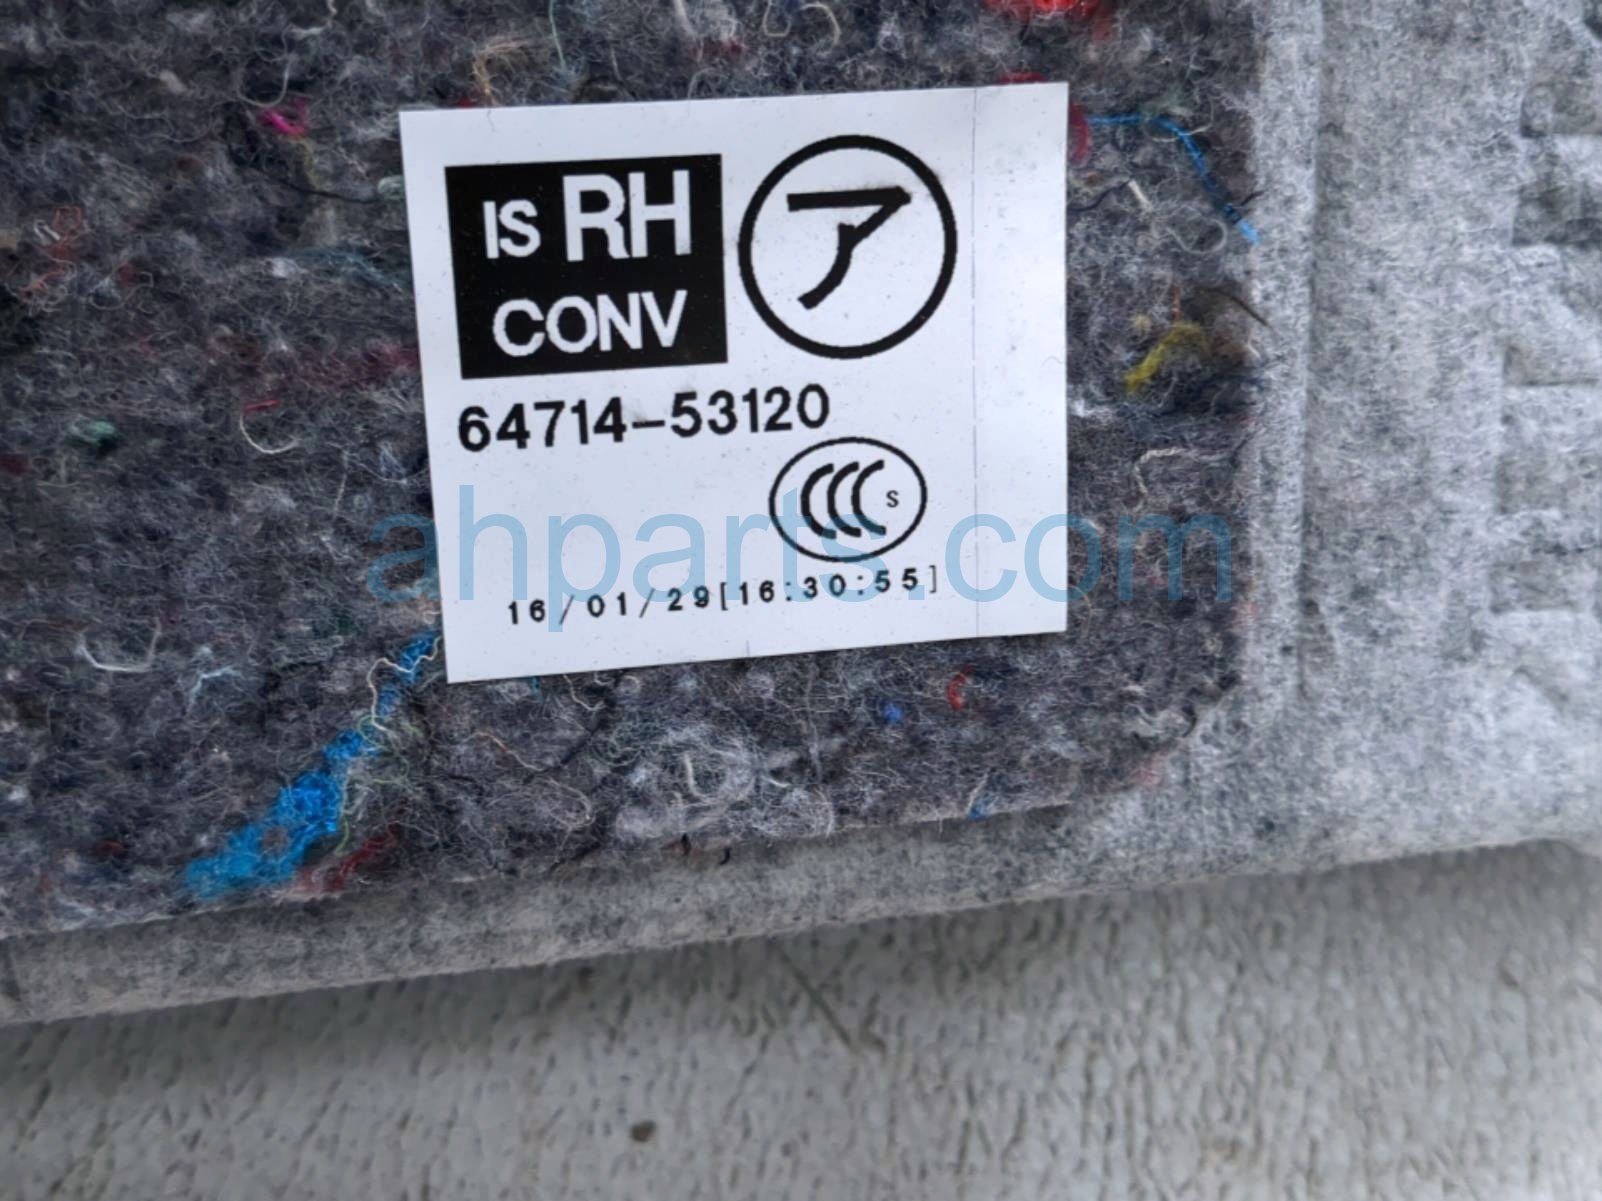 IS RH
CONV
ア
64714-53120
CCC S
16/01/29[16:30:55]
ahparts.com